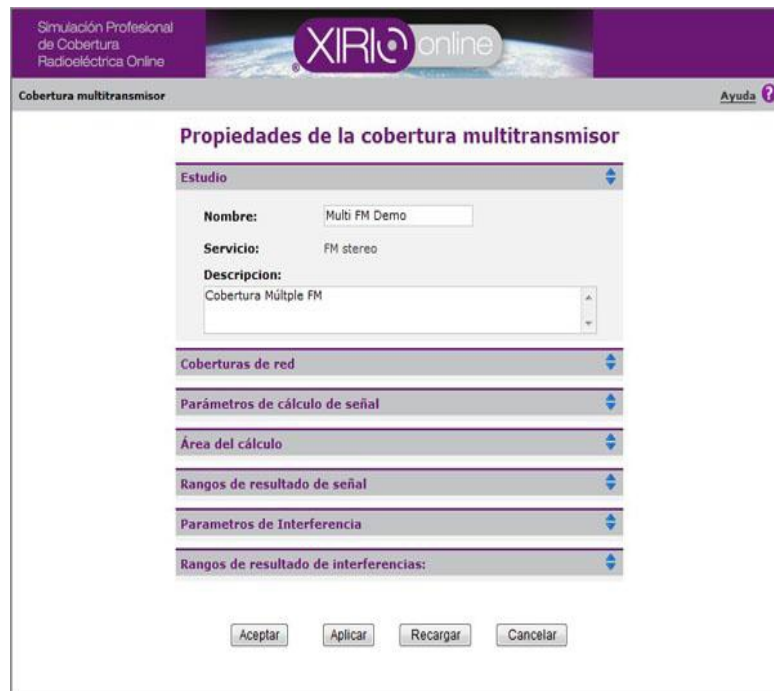 Simulación Profesional
de Cobertura
Radioeléctrica Online
XIRIO online
®
Cobertura multitransmisor
Ayuda ?
Propiedades de la cobertura multitransmisor
Estudio
Nombre: Multi FM Demo
Servicio: FM stereo
Descripcion:
Cobertura Múltple FM
Coberturas de red
Parámetros de cálculo de señal
Área del cálculo
Rangos de resultado de señal
Parametros de Interferencia
Rangos de resultado de interferencias:
Aceptar Aplicar Recargar Cancelar